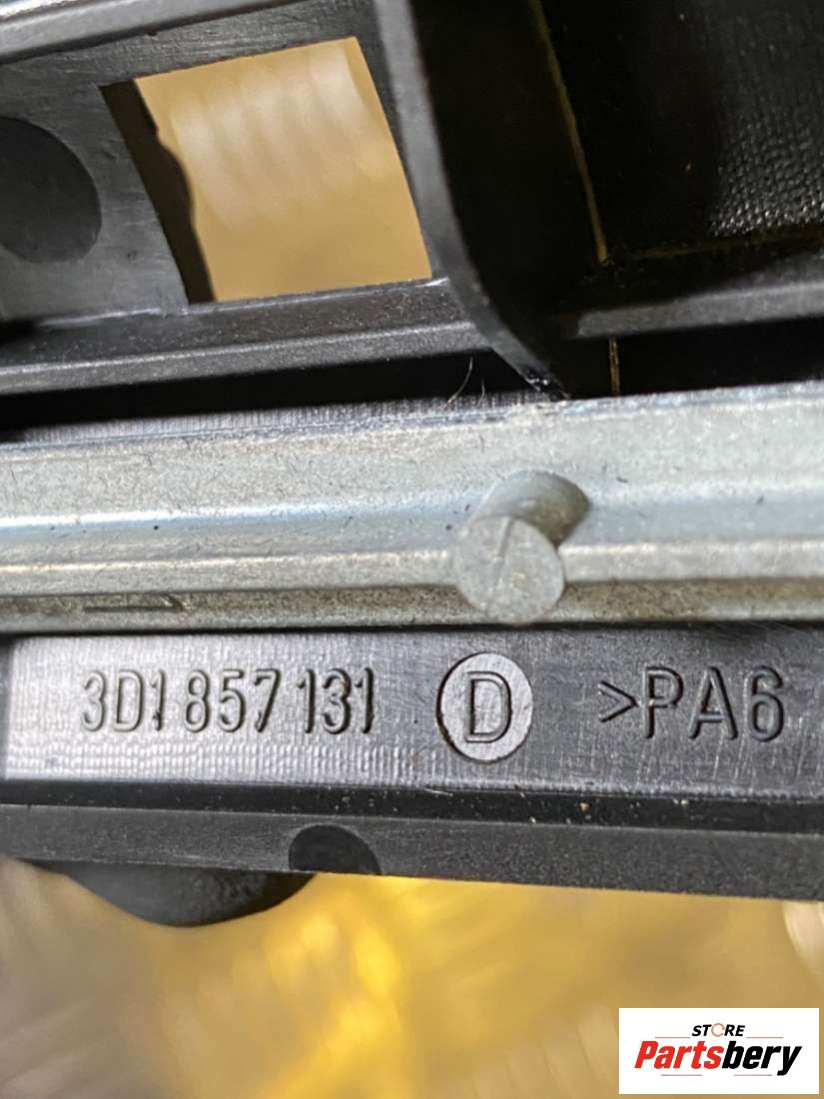 3D1 857 131 D >PA6
STORE
Partsbery